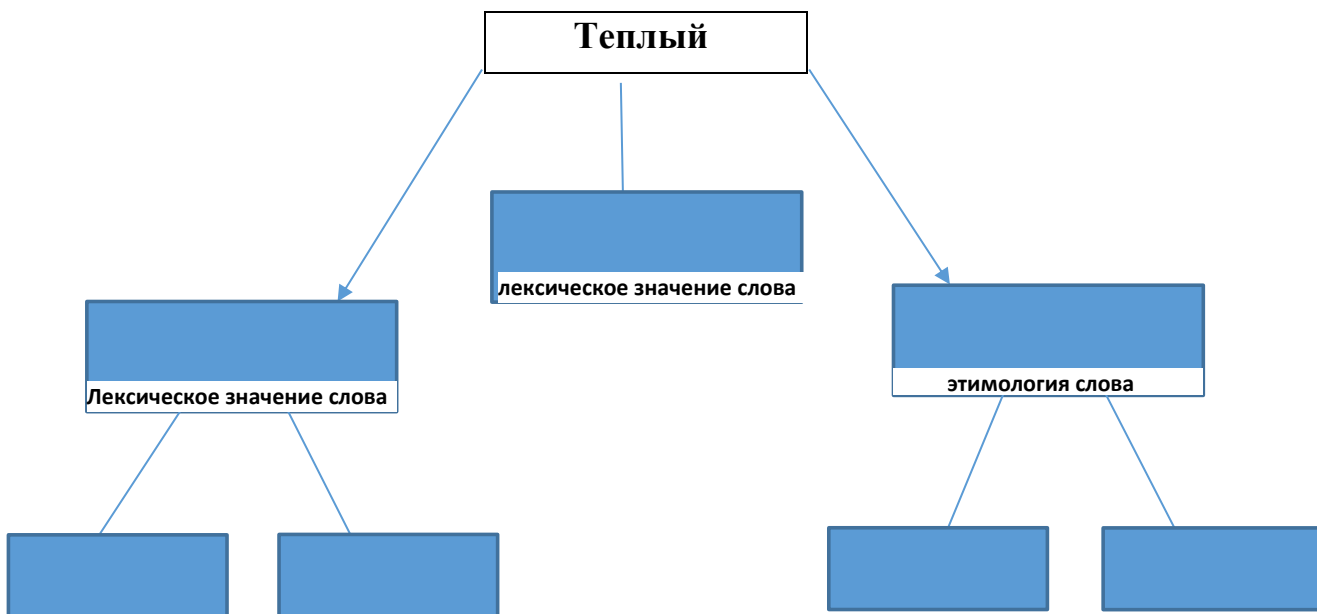 Теплый
лексическое значение слова
Лексическое значение слова
этимология слова